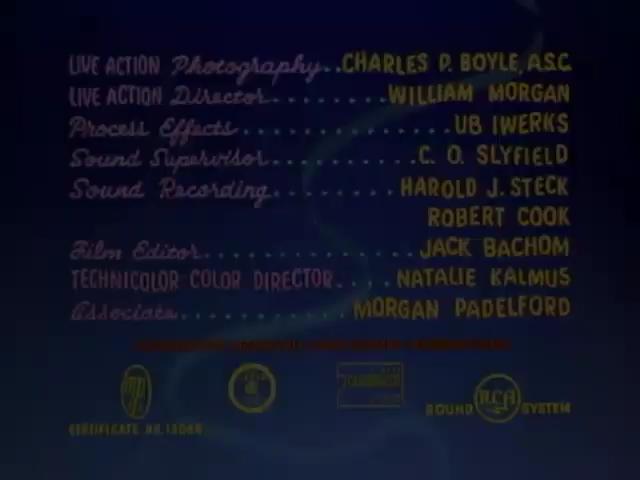 LIVE ACTION Photography..CHARLES P. BOYLE, A.S.C.
LIVE ACTION Director........WILLIAM MORGAN
Process Effects..............UB IWERKS
Sound Supervisor..........C. O. SLYFIELD
Sound Recording........HAROLD J. STECK
ROBERT COOK
Film Editor..............JACK BACHOM
TECHNICOLOR COLOR DIRECTOR....NATALIE KALMUS
Associate...........MORGAN PADELFORD
SOUND RCA SYSTEM
CERTIFICATE NO.